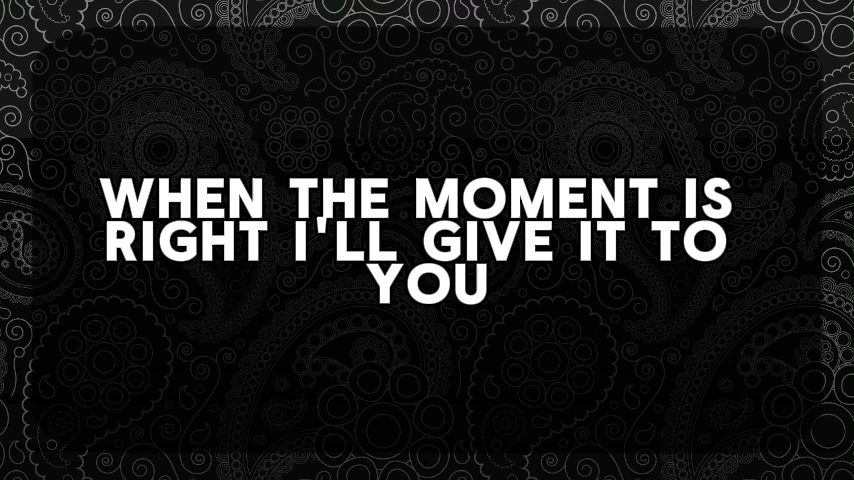 WHEN THE MOMENT IS
RIGHT I'LL GIVE IT TO
YOU